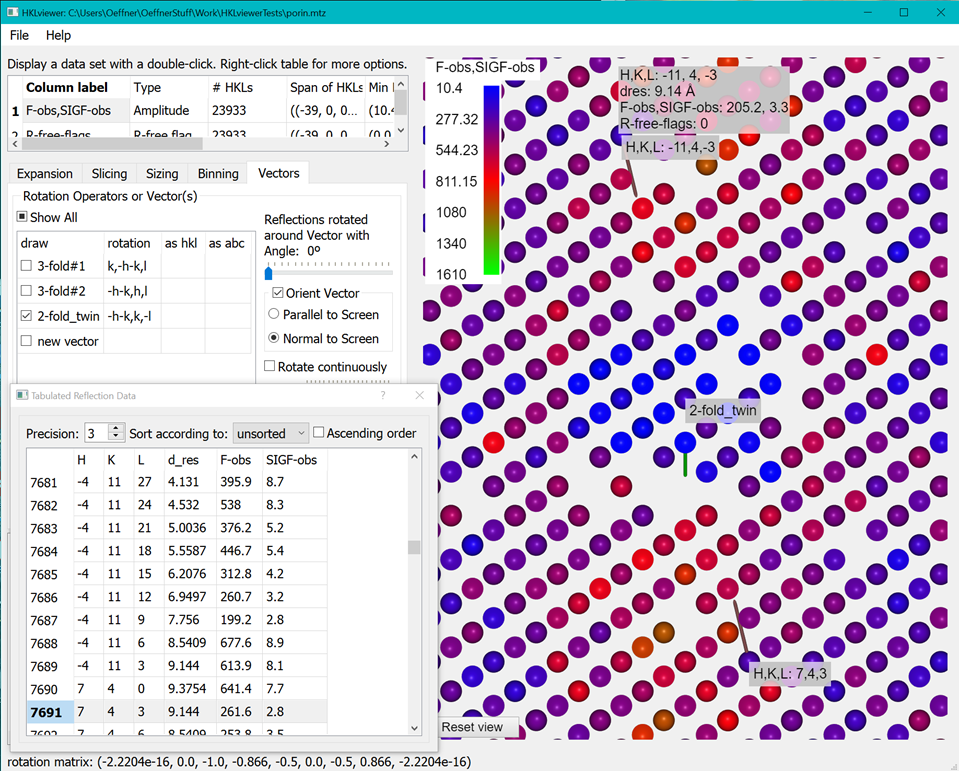 HKLviewer: C:\Users\Oeffner\OeffnerStuff\Work\HKLviewerTests\porin.mtz
File Help
Display a data set with a double-click. Right-click table for more options.
Column label Type # HKLs Span of HKLs Min
1 F-obs,SIGF-obs Amplitude 23933 ((-39, 0, 0... (10.4
2 R-free-flags R-free flag 23933 ((-39, 0, 0... (0.0
Expansion Slicing Sizing Binning Vectors
Rotation Operators or Vector(s)
Show All
draw rotation as hkl as abc
3-fold#1 k,-h-k,l
3-fold#2 -h-k,h,l
2-fold_twin -h-k,k,-l
new vector
Reflections rotated
around Vector with
Angle: 0º
Orient Vector
Parallel to Screen
Normal to Screen
Rotate continuously
F-obs,SIGF-obs
10.4
277.32
544.23
811.15
1080
1340
1610
H,K,L: -11, 4, -3
dres: 9.14 Å
F-obs,SIGF-obs: 205.2, 3.3
R-free-flags: 0
H,K,L: -11,4,-3
2-fold_twin
H,K,L: 7,4,3
Reset view
Tabulated Reflection Data
Precision: 3 Sort according to: unsorted Ascending order
H K L d_res F-obs SIGF-obs
7681 -4 11 27 4.131 395.9 8.7
7682 -4 11 24 4.532 538 8.3
7683 -4 11 21 5.0036 376.2 5.2
7684 -4 11 18 5.5587 446.7 5.4
7685 -4 11 15 6.2076 312.8 4.2
7686 -4 11 12 6.9497 260.7 3.2
7687 -4 11 9 7.756 199.2 2.8
7688 -4 11 6 8.5409 677.6 8.9
7689 -4 11 3 9.144 613.9 8.1
7690 7 4 0 9.3754 641.4 7.7
7691 7 4 3 9.144 261.6 2.8
7692 7 4 6 8.5409 253.8 3.5
rotation matrix: (-2.2204e-16, 0.0, -1.0, -0.866, -0.5, 0.0, -0.5, 0.866, -2.2204e-16)